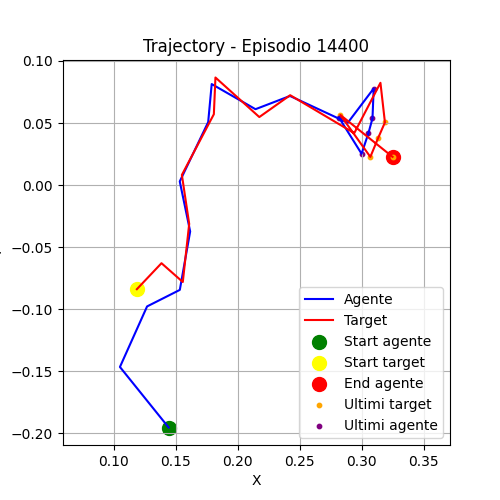 Trajectory - Episodio 14400
0.10
0.05
0.00
−0.05
−0.10
−0.15
−0.20
Agente
Target
Start agente
Start target
End agente
Ultimi target
Ultimi agente
0.10 0.15 0.20 0.25 0.30 0.35
X